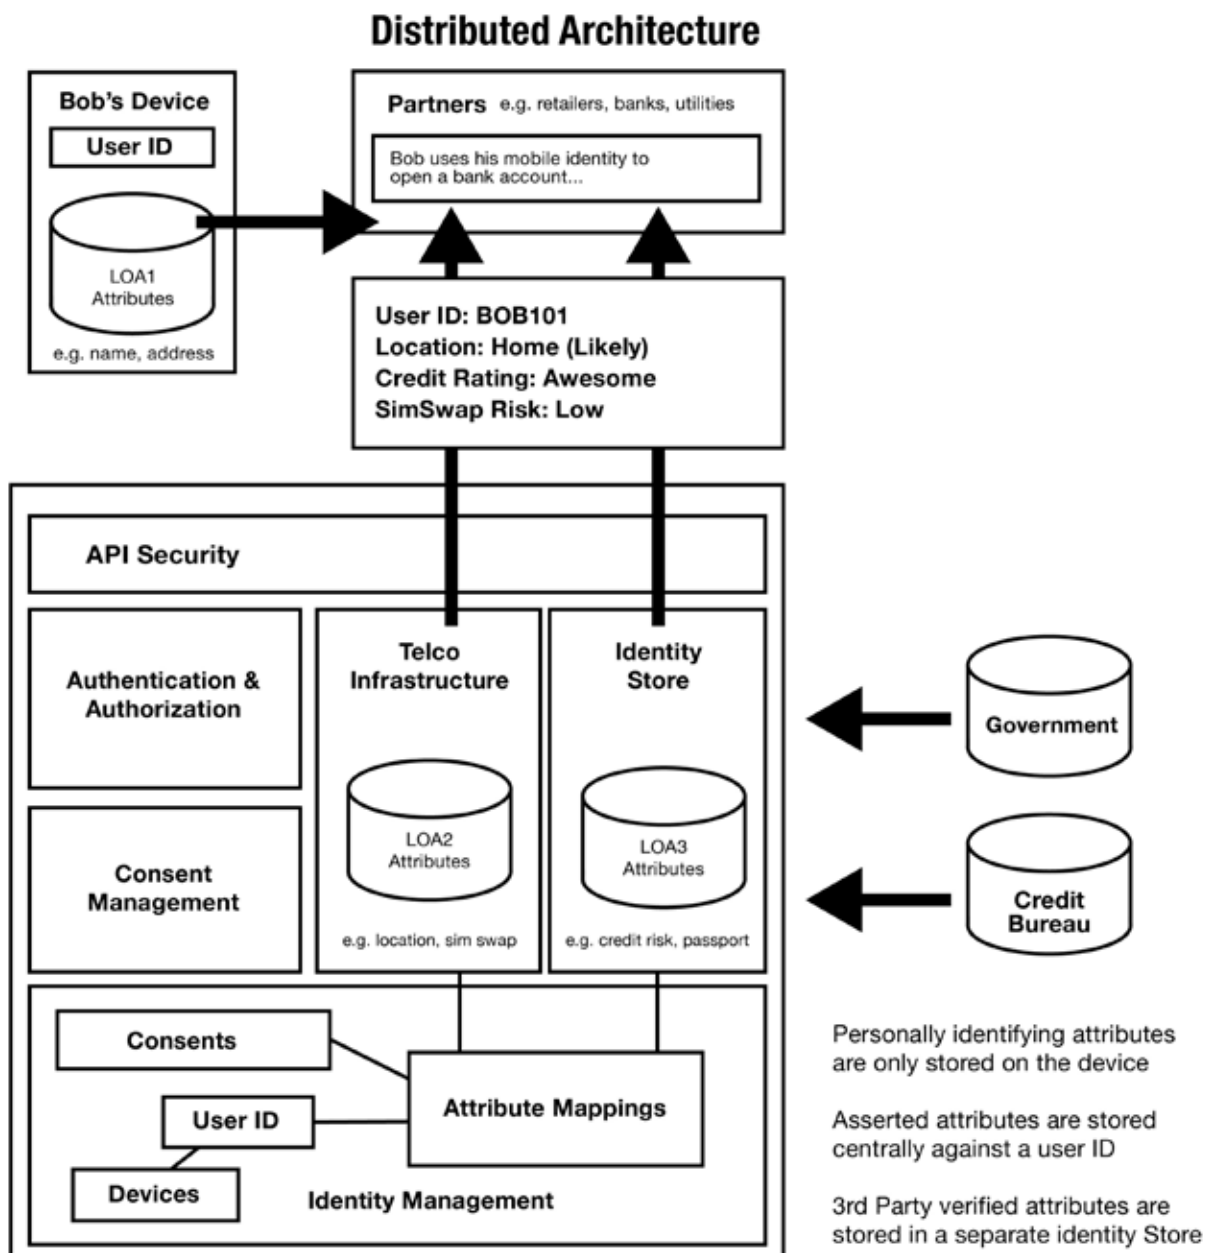 Distributed Architecture
Bob's Device
User ID
LOA1
Attributes
e.g. name, address
Partners e.g. retailers, banks, utilities
Bob uses his mobile identity to
open a bank account...
User ID: BOB101
Location: Home (Likely)
Credit Rating: Awesome
SimSwap Risk: Low
API Security
Authentication &
Authorization
Telco
Infrastructure
Identity
Store
Consent
Management
LOA2
Attributes
e.g. location, sim swap
LOA3
Attributes
e.g. credit risk, passport
Government
Credit
Bureau
Consents
User ID
Devices
Attribute Mappings
Identity Management
Personally identifying attributes
are only stored on the device
Asserted attributes are stored
centrally against a user ID
3rd Party verified attributes are
stored in a separate identity Store